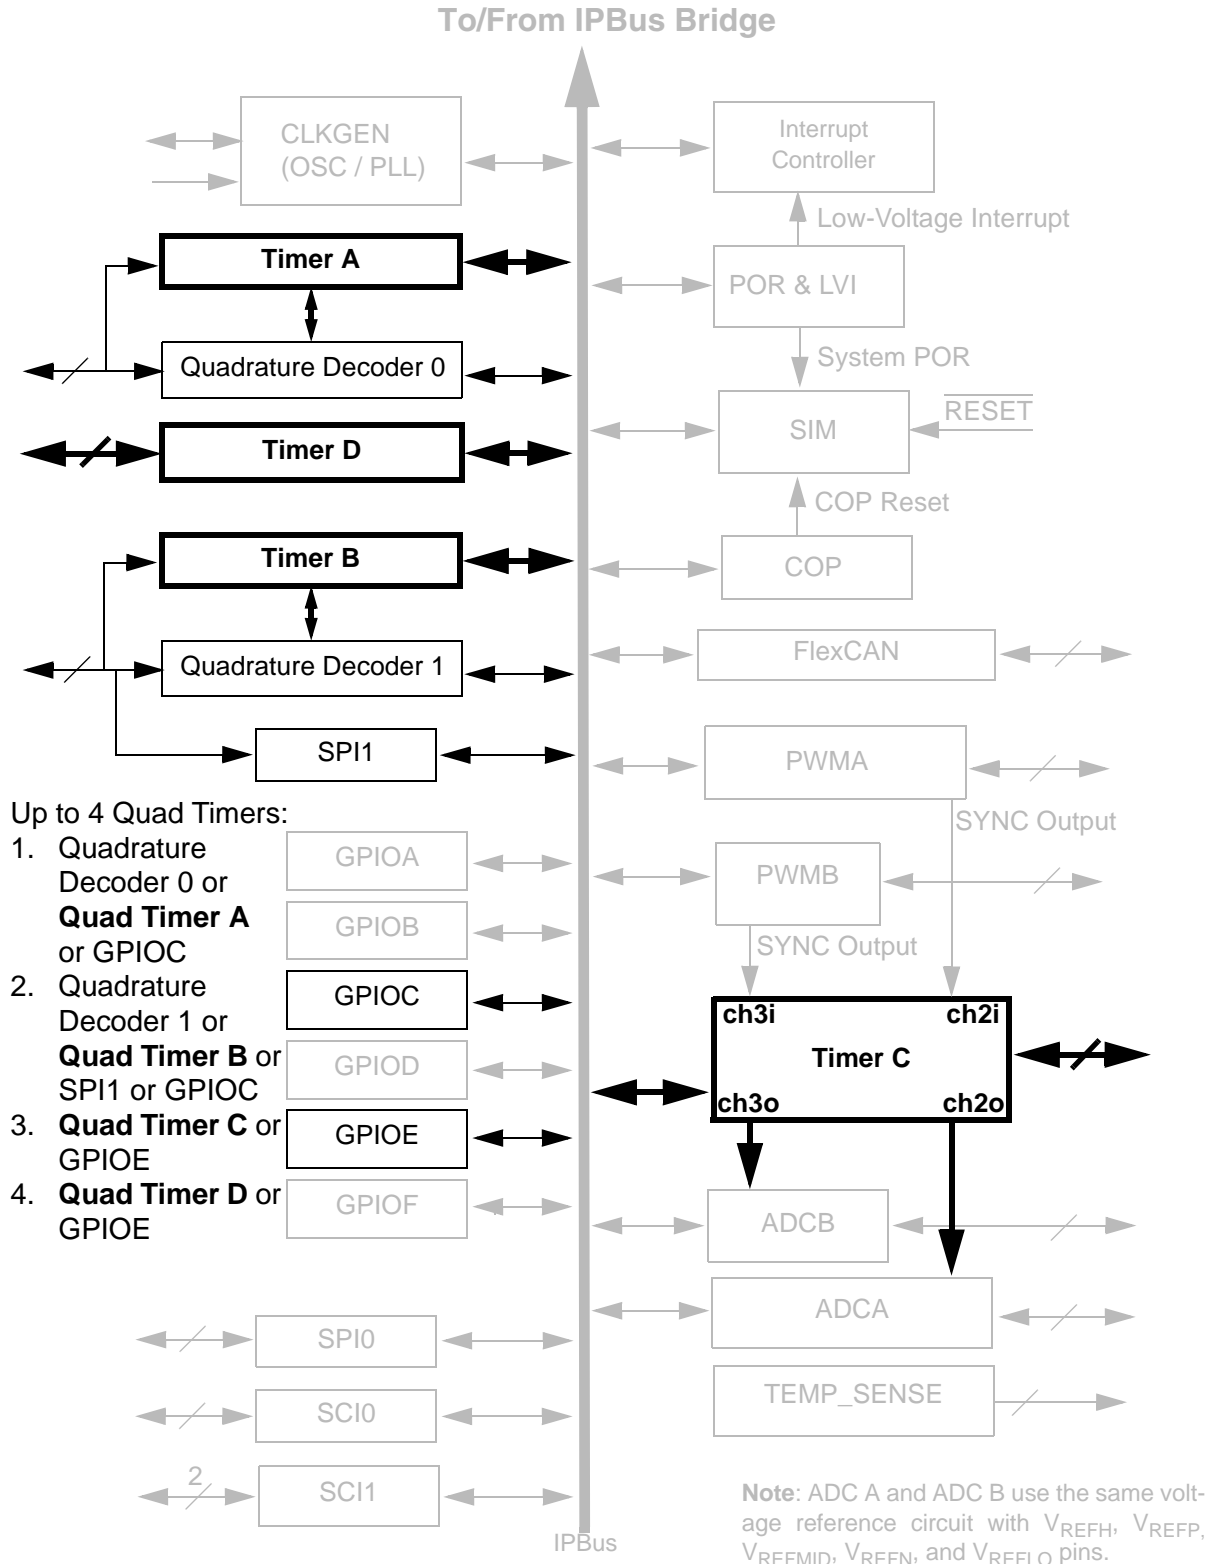 To/From IPBus Bridge
CLKGEN
(OSC / PLL)
Interrupt
Controller
Low-Voltage Interrupt
Timer A
POR & LVI
System POR
Quadrature Decoder 0
RESET
SIM
Timer D
COP Reset
Timer B
COP
FlexCAN
Quadrature Decoder 1
SPI1
PWMA
SYNC Output
Up to 4 Quad Timers:
1. Quadrature
Decoder 0 or
Quad Timer A
or GPIOC
2. Quadrature
Decoder 1 or
Quad Timer B or
SPI1 or GPIOC
3. Quad Timer C or
GPIOE
4. Quad Timer D or
GPIOE
GPIOA
GPIOB
GPIOC
GPIOD
GPIOE
GPIOF
PWMB
SYNC Output
ch3i
ch2i
Timer C
ch3o
ch2o
ADCB
ADCA
TEMP_SENSE
SPI0
SCI0
2
SCI1
IPBus
Note: ADC A and ADC B use the same volt-
age reference circuit with VREFH, VREFP,
VREFMID, VREFN, and VREFLO pins.